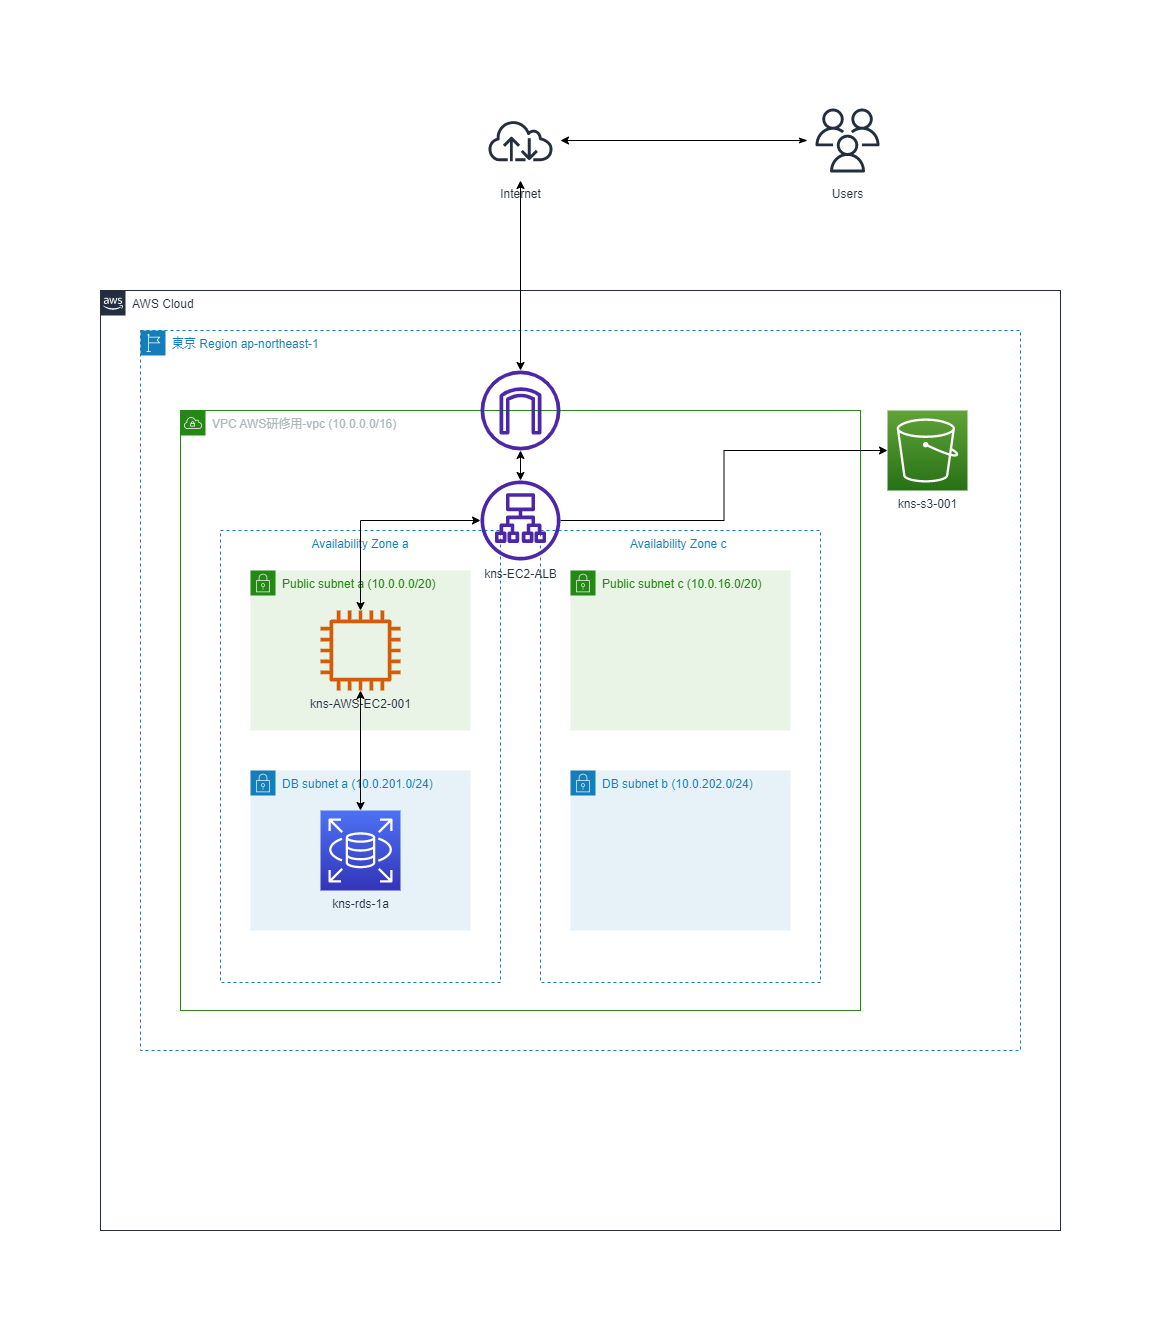 Internet
Users
aws
AWS Cloud
東京 Region ap-northeast-1
VPC AWS研修用-vpc (10.0.0.0/16)
kns-s3-001
kns-EC2-ALB
Availability Zone a
Availability Zone c
Public subnet a (10.0.0.0/20)
Public subnet c (10.0.16.0/20)
kns-AWS-EC2-001
DB subnet a (10.0.201.0/24)
DB subnet b (10.0.202.0/24)
kns-rds-1a